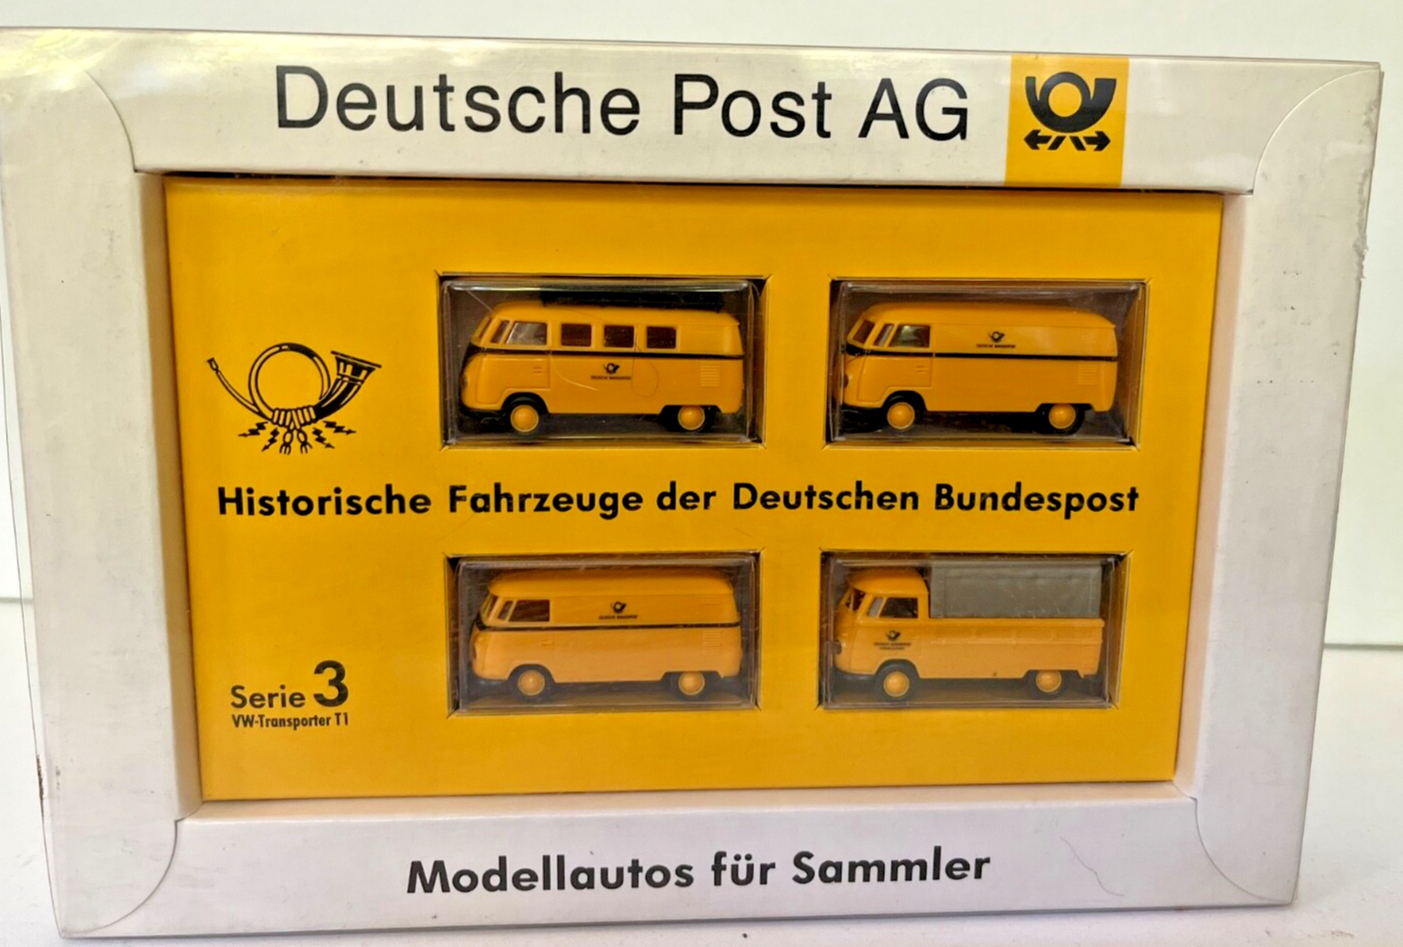 Deutsche Post AG
Historische Fahrzeuge der Deutschen Bundespost
Serie 3
VW-Transporter T1
Modellautos für Sammler